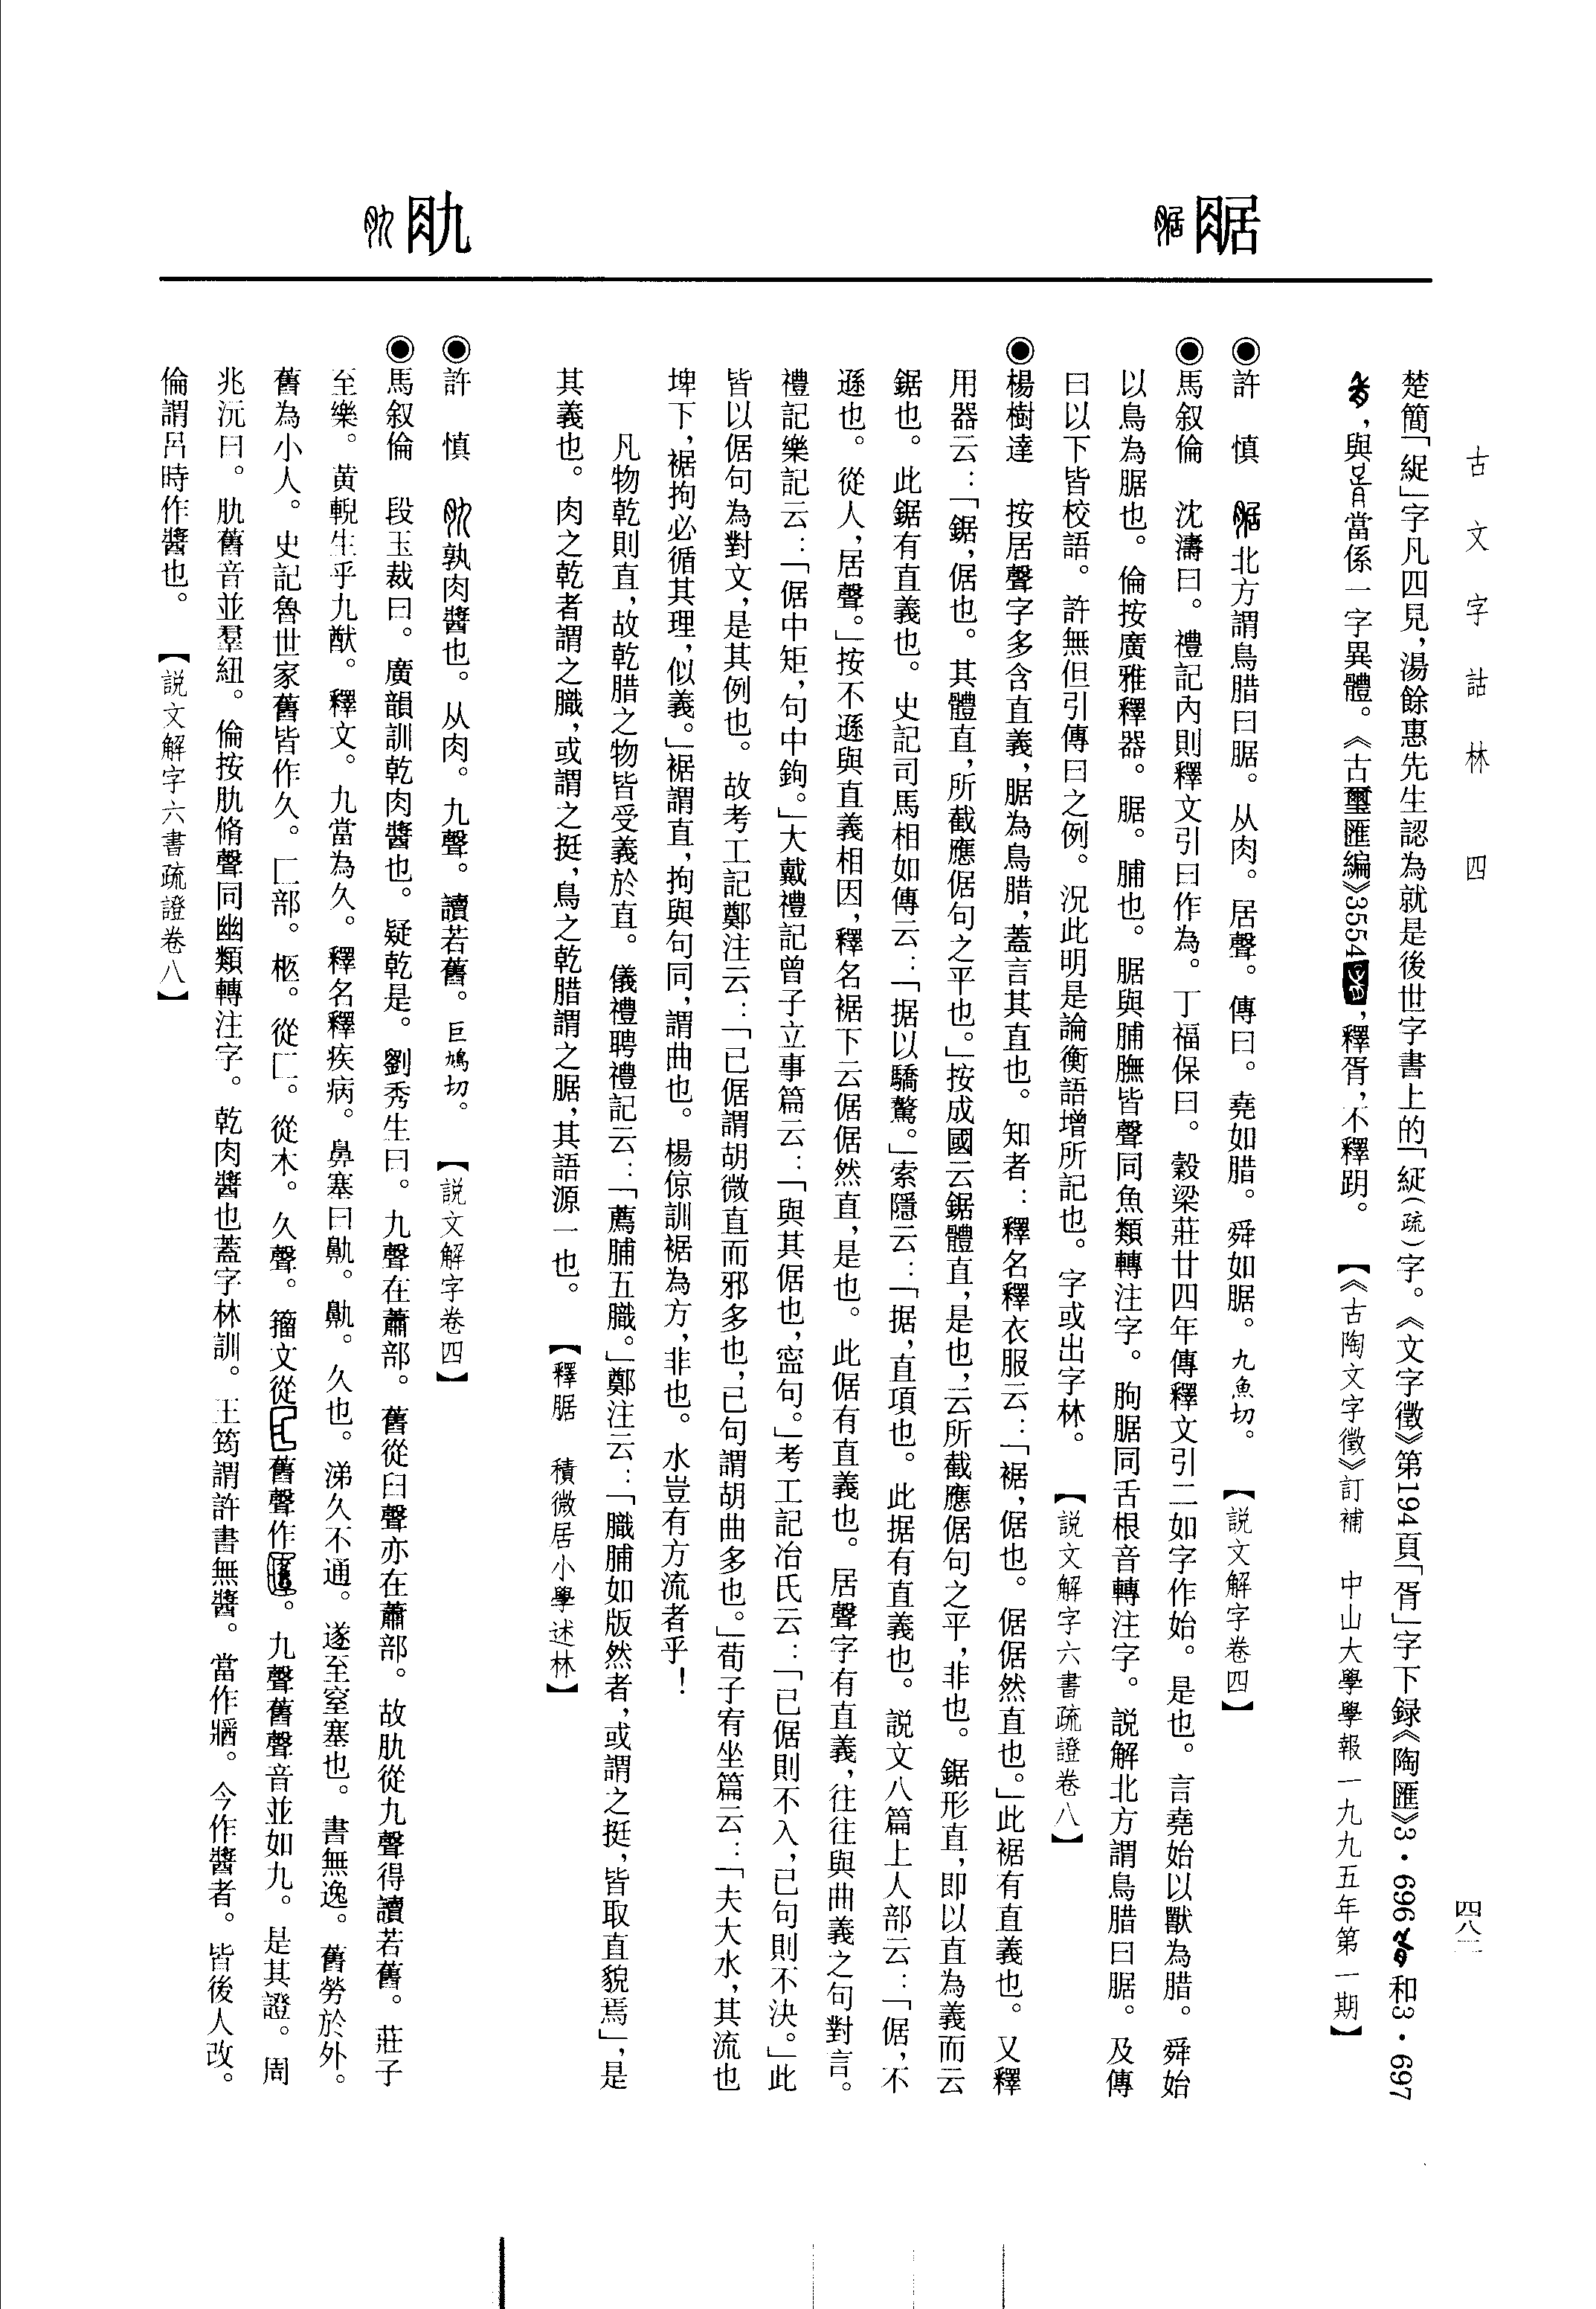 古文字詁林　四
四八二
腒
肍
楚簡「綎」字凡四見，湯餘惠先生認為就是後世字書上的「綎（疏）字。《文字徵》第194頁「胥」字下録《陶匯》3·696和3·697
，與當係一字異體。《古璽匯編》3554，釋胥，不釋明。　【《古陶文字徵》訂補　中山大學學報一九九五年第一期】
◉許　慎　北方謂鳥腊曰腒。从肉。居聲。傳曰。堯如腊。舜如腒。九魚切。　【説文解字卷四】
◉馬叙倫　沈濤曰。禮記內則釋文引曰作為。丁福保曰。穀梁莊廿四年傳釋文引二如字作始。是也。言堯始以獸為腊。舜始
以鳥為腒也。倫按廣雅釋器。腒。脯也。腒與脯膴皆聲同魚類轉注字。胊腒同舌根音轉注字。説解北方謂鳥腊曰腒。及傳
曰以下皆校語。許無但引傳曰之例。況此明是論衡語增所記也。字或出字林。　【説文解字六書疏證卷八】
◉楊樹達　按居聲字多含直義，腒為鳥腊，蓋言其直也。知者：釋名釋衣服云：「裾，倨也。倨倨然直也。」此裾有直義也。又釋
用器云：「鋸，倨也。其體直，所截應倨句之平也。」按成國云鋸體直，是也，云所截應倨句之平，非也。鋸形直，即以直為義而云
鋸也。此鋸有直義也。史記司馬相如傳云：「据以驕驁。」索隱云：「据，直項也。此据有直義也。説文八篇上人部云：「倨，不
遜也。從人，居聲。」按不遜與直義相因，釋名裾下云倨倨然直，是也。此倨有直義也。居聲字有直義，往往與曲義之句對言。
禮記樂記云：「倨中矩，句中鉤。」大戴禮記曾子立事篇云：「與其倨也，寍句。」考工記冶氏云：「已倨則不入，已句則不決。」此
皆以倨句為對文，是其例也。故考工記鄭注云：「已倨謂胡微直而邪多也，已句謂胡曲多也。」荀子宥坐篇云：「夫大水，其流也
埤下，裾拘必循其理，似義。」裾謂直，拘與句同，謂曲也。楊倞訓裾為方，非也。水豈有方流者乎！
凡物乾則直，故乾腊之物皆受義於直。儀禮聘禮記云：「薦脯五膱。」鄭注云：「膱脯如版然者，或謂之挺，皆取直貌焉」，是
其義也。肉之乾者謂之膱，或謂之挺，鳥之乾腊謂之腒，其語源一也。　【釋腒　積微居小學述林】
◉許　慎　孰肉醬也。从肉。九聲。讀若舊。巨鳩切。　【説文解字卷四】
◉馬叙倫　段玉裁曰。廣韻訓乾肉醬也。疑乾是。劉秀生曰。九聲在蕭部。舊從臼聲亦在蕭部。故肍從九聲得讀若舊。莊子
至樂。黃軦生乎九猷。釋文。九當為久。釋名釋疾病。鼻塞曰鼽。鼽。久也。涕久不通。遂至窒塞也。書無逸。舊勞於外。
舊為小人。史記魯世家舊皆作久。匚部。柩。從匚。從木。久聲。籀文從舊聲作。九聲舊聲音並如九。是其證。周
兆沅曰。肍舊音並羣紐。倫按肍脩聲同幽類轉注字。乾肉醬也蓋字林訓。王筠謂許書無醬。當作牆。今作醬者。皆後人改。
倫謂呂時作醬也。　【説文解字六書疏證卷八】